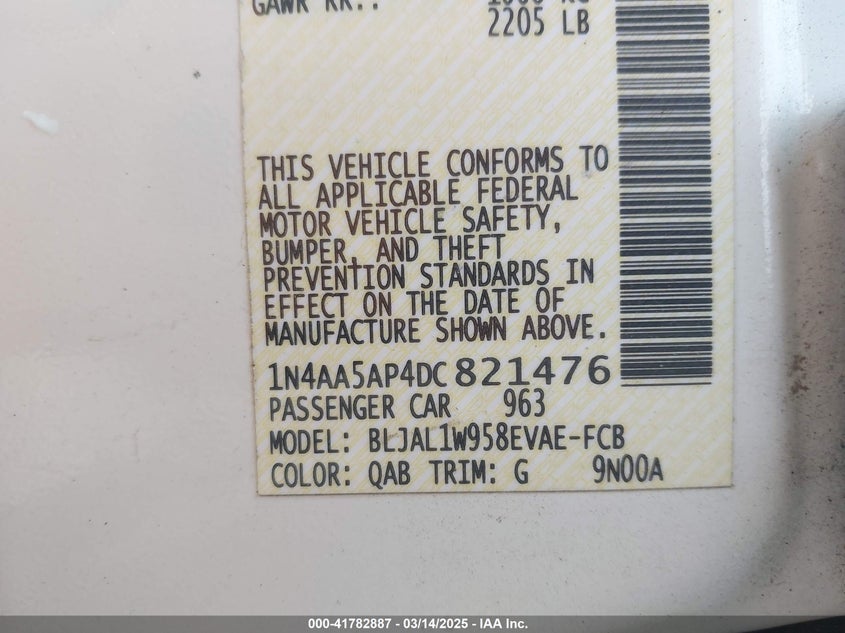 GAWR RR.:
2205 LB
THIS VEHICLE CONFORMS TO
ALL APPLICABLE FEDERAL
MOTOR VEHICLE SAFETY,
BUMPER, AND THEFT
PREVENTION STANDARDS IN
EFFECT ON THE DATE OF
MANUFACTURE SHOWN ABOVE.
1N4AA5AP4DC821476
PASSENGER CAR 963
MODEL: BLJAL1W958EVAE-FCB
COLOR: QAB TRIM: G 9N00A
000-41782887 - 03/14/2025 - IAA Inc.